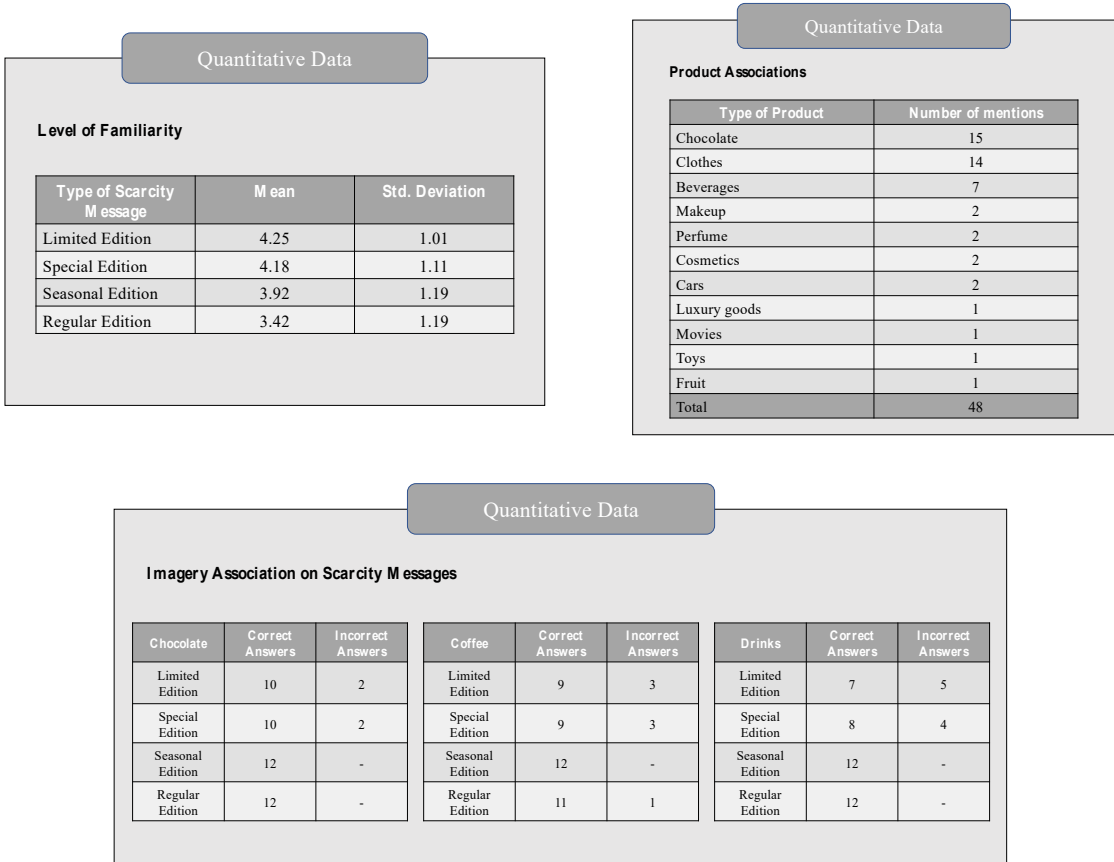 Quantitative Data
Level of Familiarity
Type of Scarcity Message Mean Std. Deviation
Limited Edition 4.25 1.01
Special Edition 4.18 1.11
Seasonal Edition 3.92 1.19
Regular Edition 3.42 1.19
Quantitative Data
Product Associations
Type of Product Number of mentions
Chocolate 15
Clothes 14
Beverages 7
Makeup 2
Perfume 2
Cosmetics 2
Cars 2
Luxury goods 1
Movies 1
Toys 1
Fruit 1
Total 48
Quantitative Data
Imagery Association on Scarcity Messages
Chocolate Correct Answers Incorrect Answers
Limited Edition 10 2
Special Edition 10 2
Seasonal Edition 12 -
Regular Edition 12 -
Coffee Correct Answers Incorrect Answers
Limited Edition 9 3
Special Edition 9 3
Seasonal Edition 12 -
Regular Edition 11 1
Drinks Correct Answers Incorrect Answers
Limited Edition 7 5
Special Edition 8 4
Seasonal Edition 12 -
Regular Edition 12 -